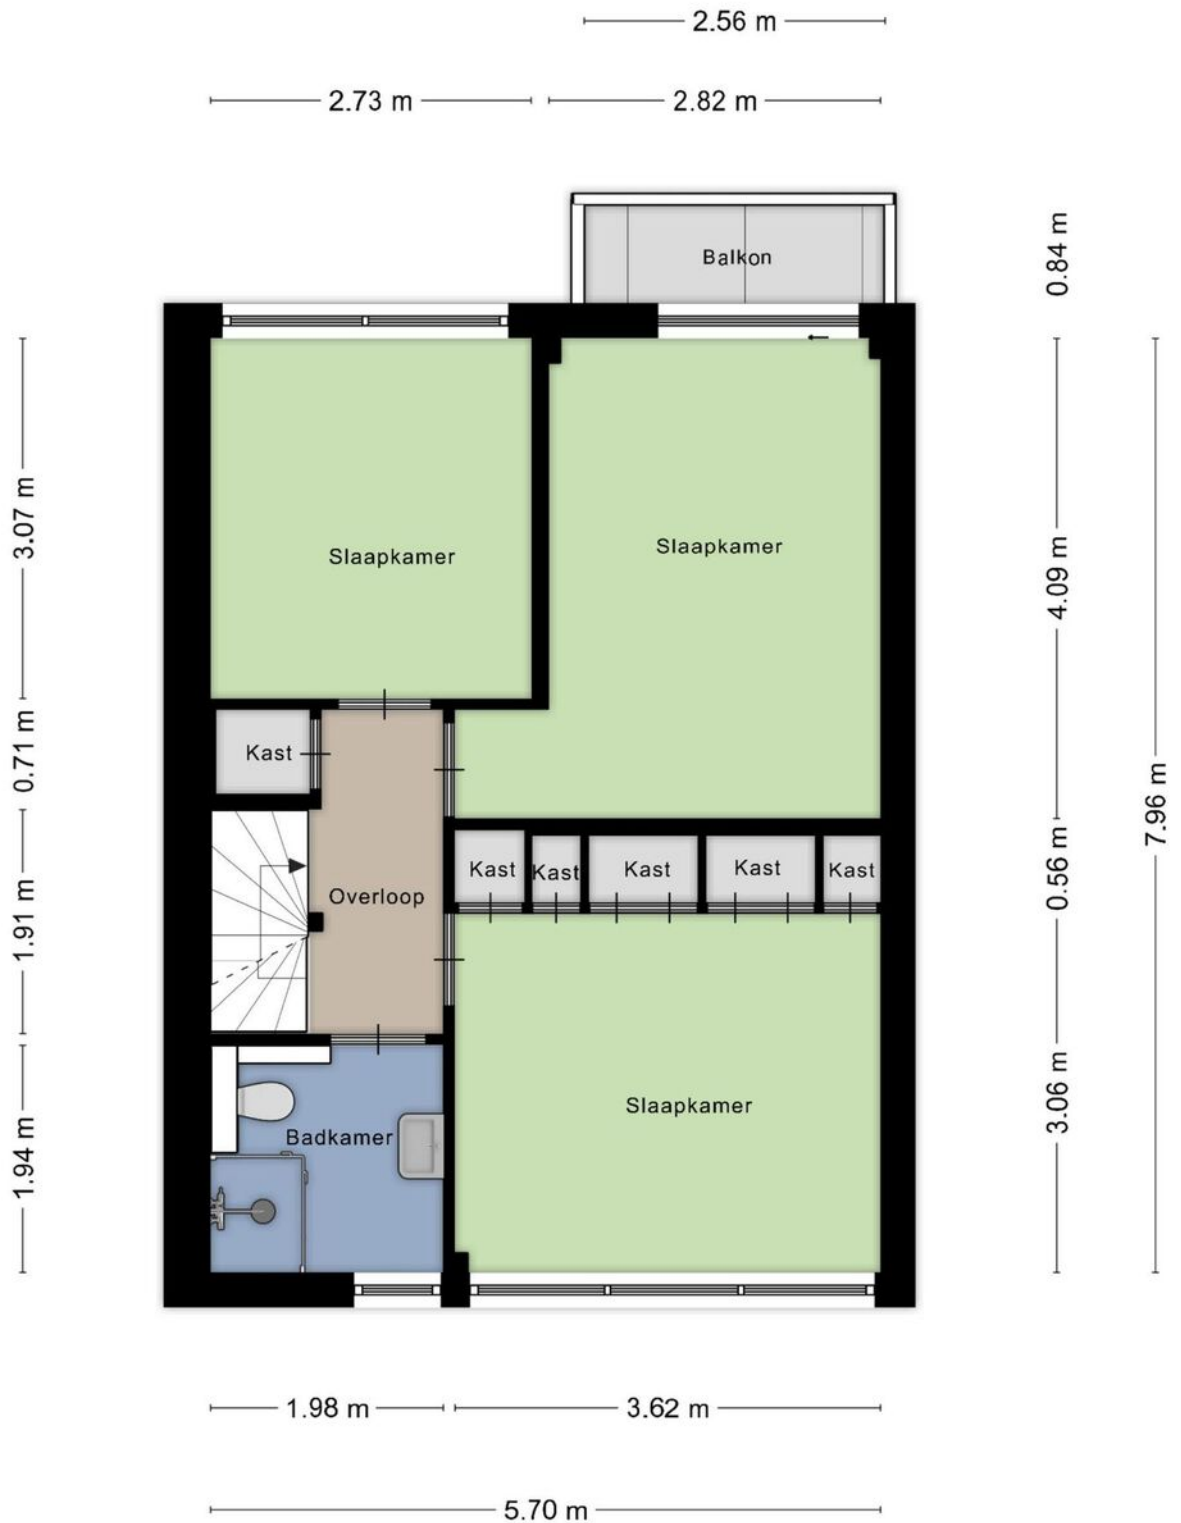 2.56 m
2.73 m
2.82 m
Balkon
0.84 m
3.07 m
Slaapkamer
Slaapkamer
4.09 m
0.71 m
Kast
7.96 m
1.91 m
Overloop
Kast
Kast
Kast
Kast
Kast
0.56 m
1.94 m
Badkamer
Slaapkamer
3.06 m
1.98 m
3.62 m
5.70 m